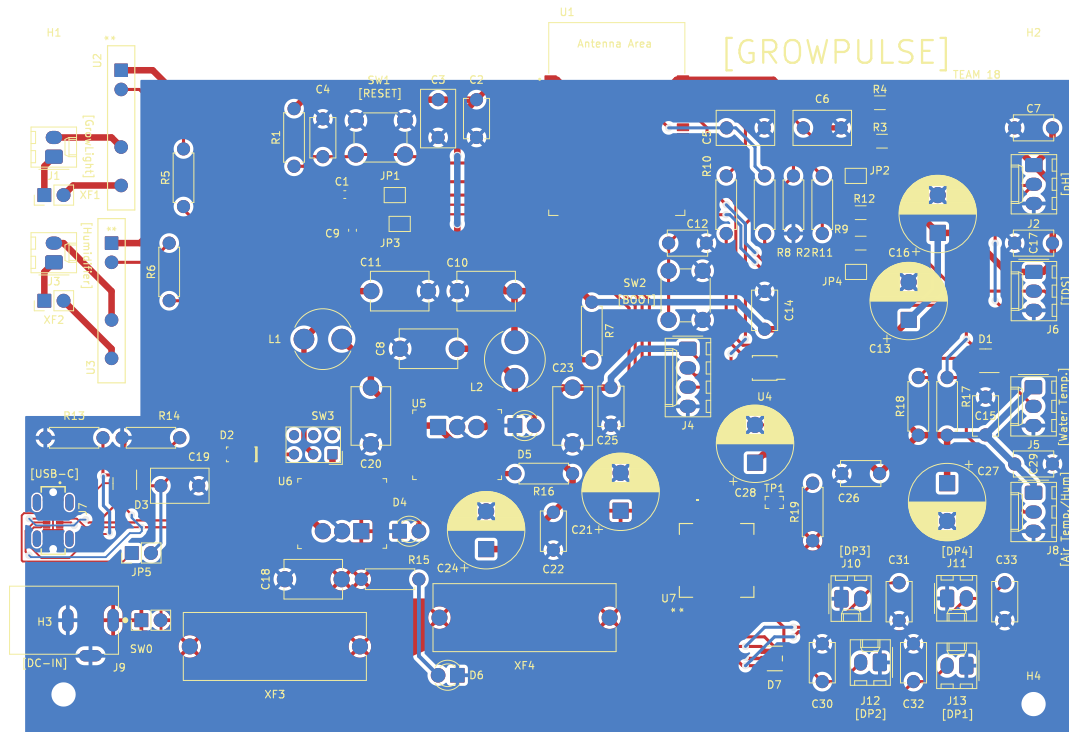 H1
U1
H2
[GROWPULSE]
TEAM 18
Antenna Area
**
U2
SW1
[RESET]
C3
C2
C4
C6
R4
C7
C5
R3
R1
[GrowLight]
J1
XF1
R5
C1
JP1
R10
JP2
R12
[pH]
J2
C17
[Humidifier]
J3
XF2
U3
R6
C9
JP3
C12
R8
R2
R11
R9
C16
JP4
[TDS]
J6
C11
C10
SW2
[BOOT]
C14
C13
L1
C8
L2
R7
D1
C23
U4
J4
R18
R17
C15
J5
[Water Temp.]
R13
R14
SW3
U5
D5
C25
C20
D2
C19
U6
R16
C28
TP1
C26
C27
C29
[USB-C]
J7
D3
D4
C21
R19
J8
[Air Temp./Hum]
JP5
C24
C22
[DP3]
J10
C31
[DP4]
J11
C33
C18
R15
U7
**
H3
[DC-IN]
J9
SW0
XF3
XF4
D6
D7
C30
J12
[DP2]
C32
J13
[DP1]
H4